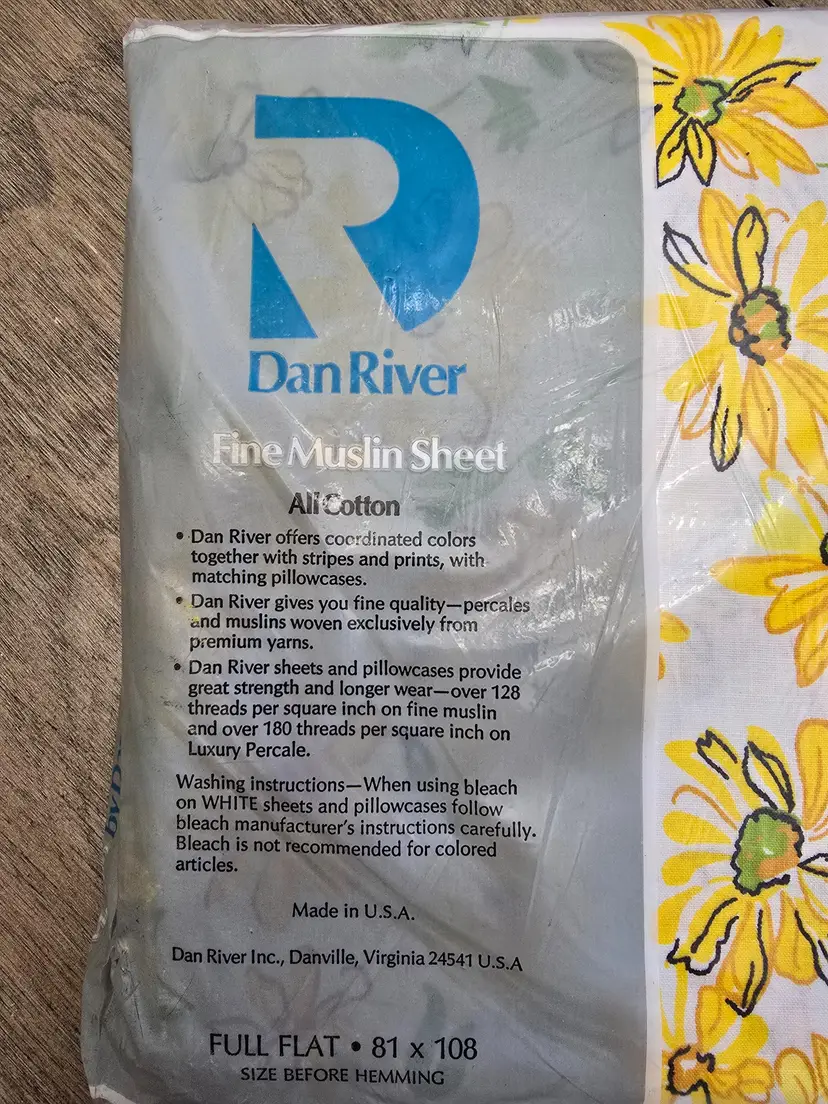 Dan River
Fine Muslin Sheet
All Cotton
• Dan River offers coordinated colors
together with stripes and prints, with
matching pillowcases.
• Dan River gives you fine quality—percales
and muslins woven exclusively from
premium yarns.
• Dan River sheets and pillowcases provide
great strength and longer wear—over 128
threads per square inch on fine muslin
and over 180 threads per square inch on
Luxury Percale.
Washing instructions—When using bleach
on WHITE sheets and pillowcases follow
bleach manufacturer's instructions carefully.
Bleach is not recommended for colored
articles.
Made in U.S.A.
Dan River Inc., Danville, Virginia 24541 U.S.A
FULL FLAT • 81 x 108
SIZE BEFORE HEMMING